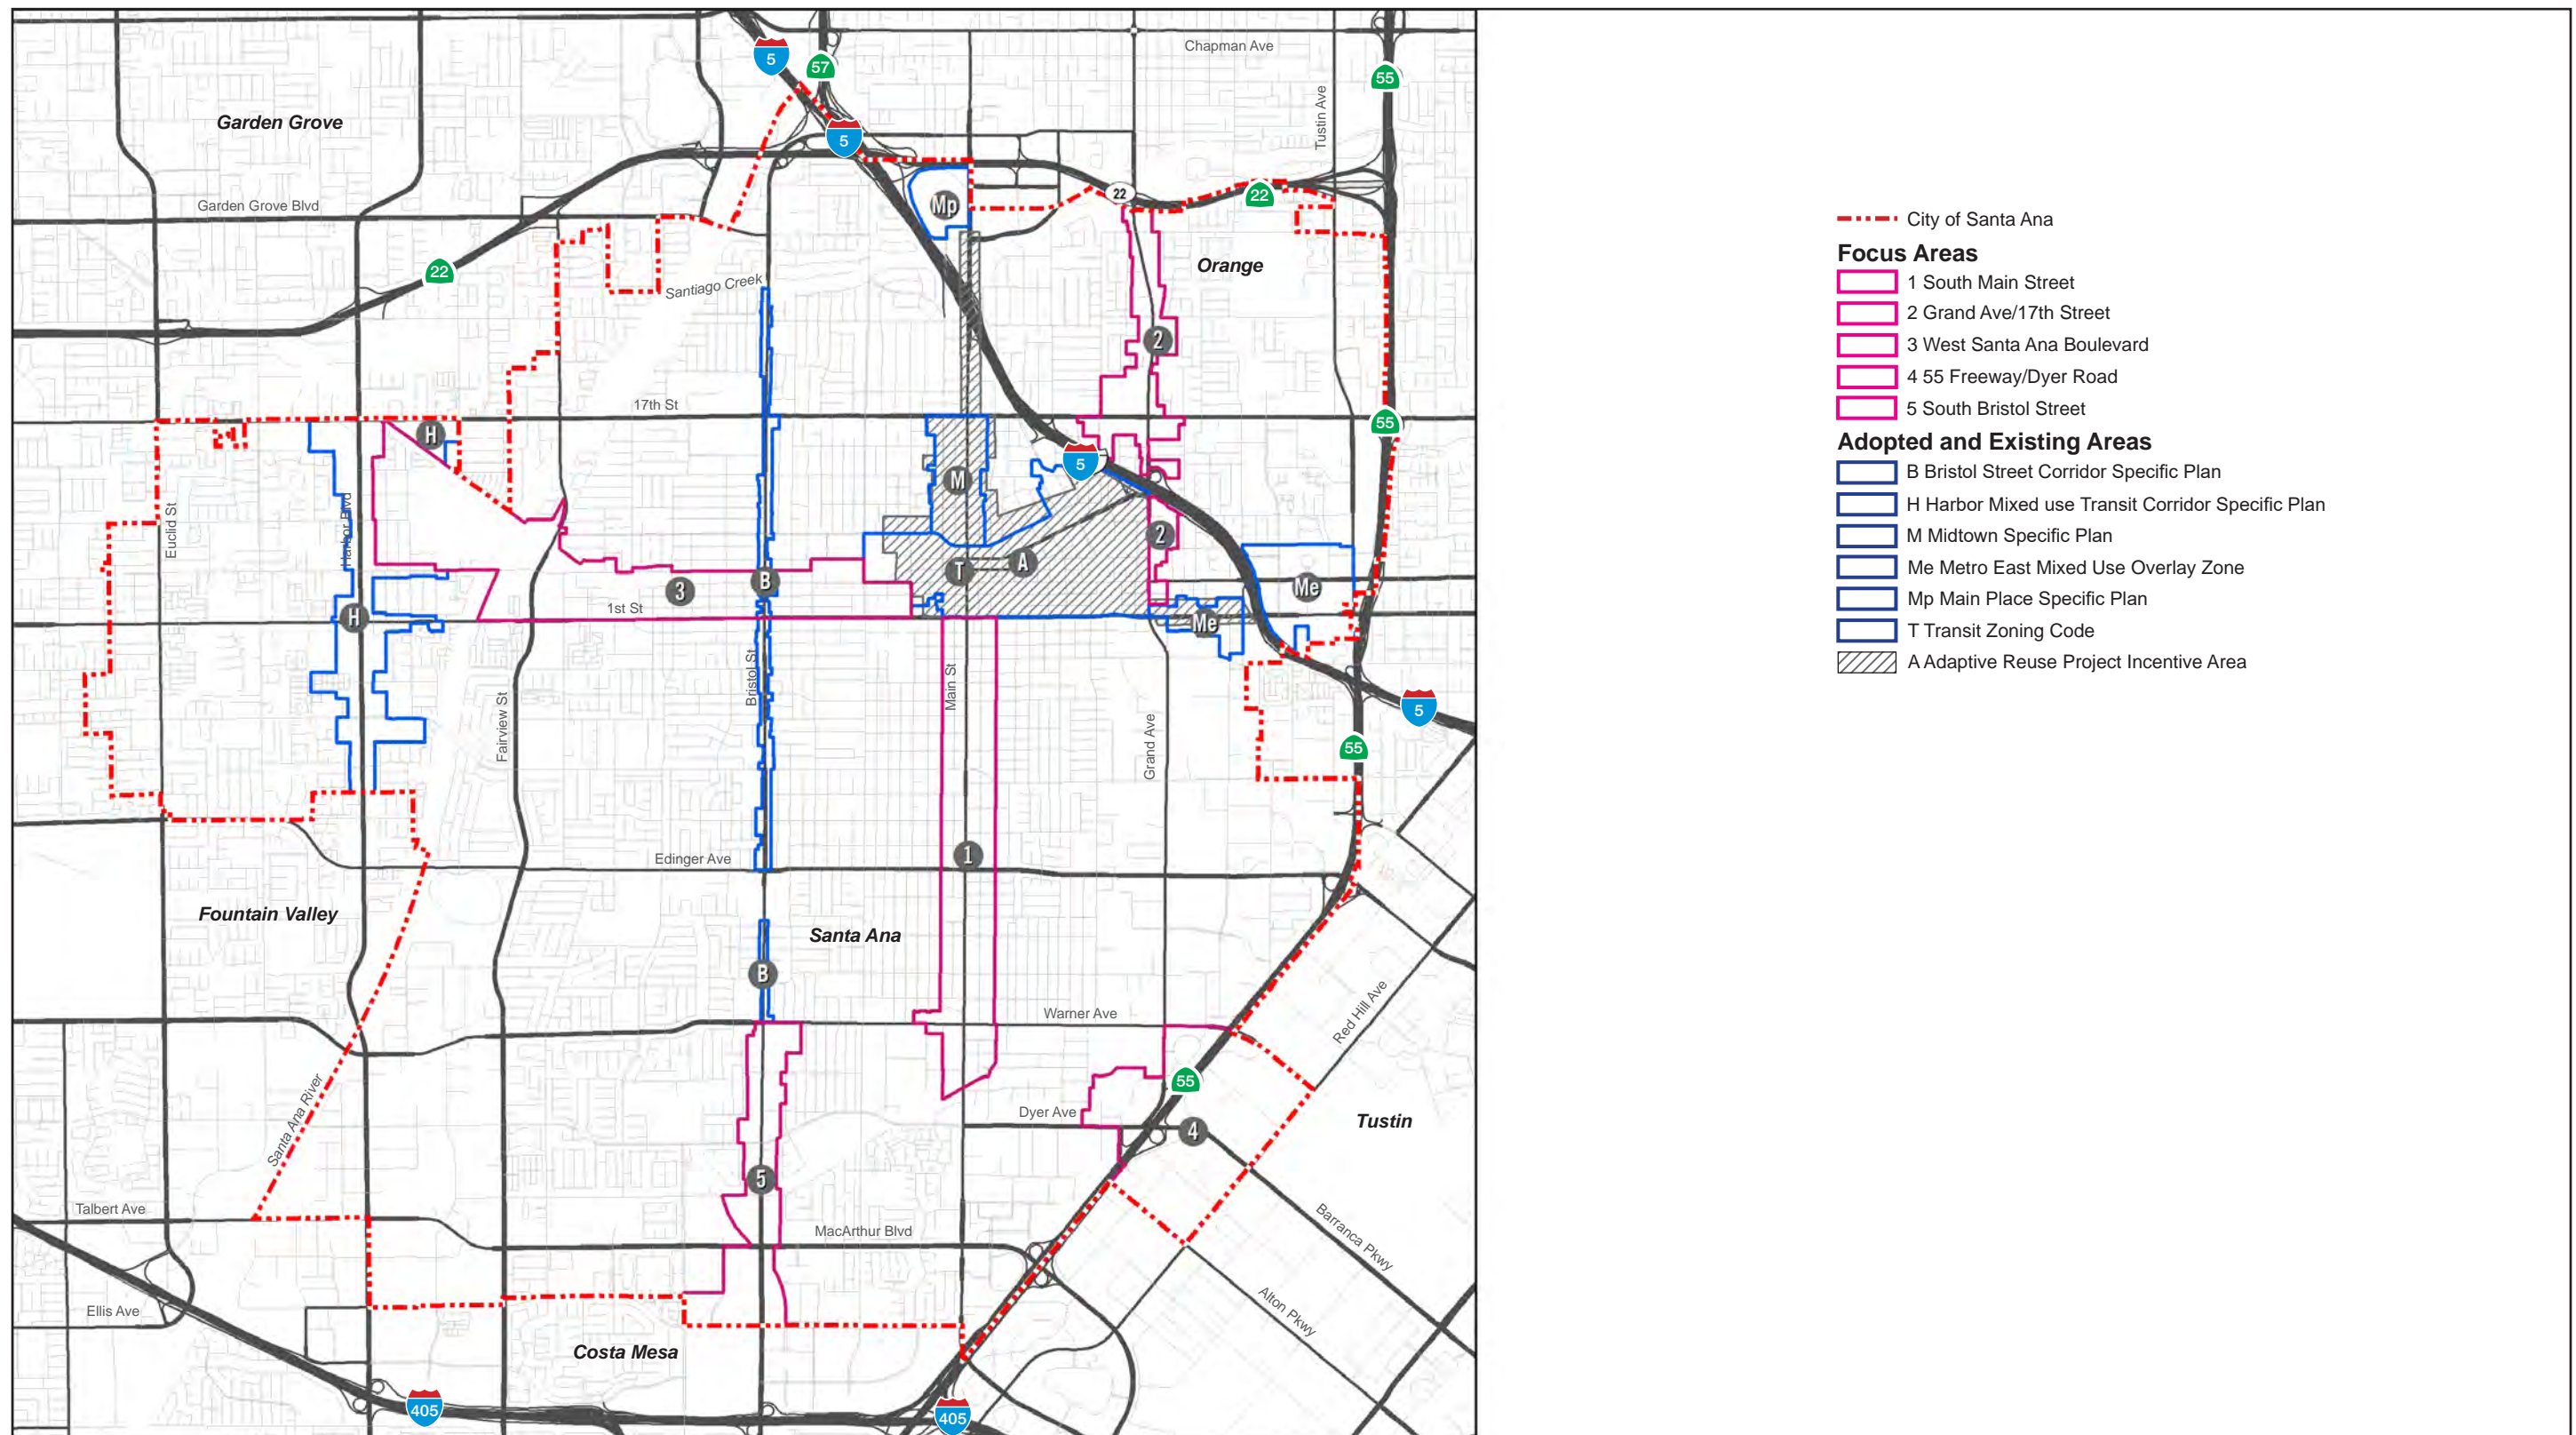 Chapman Ave
5
57
55
Tustin Ave
Garden Grove
5
Garden Grove Blvd
Mp
22
22
Orange
22
Santiago Creek
2
17th St
H
55
5
M
Euclid St
Harbor Blvd
2
T
A
B
3
Me
1st St
H
Me
Bristol St
Main St
Fairview St
Grand Ave
5
55
Edinger Ave
1
Fountain Valley
Santa Ana
B
Warner Ave
Red Hill Ave
55
Santa Ana River
Dyer Ave
4
Tustin
5
Talbert Ave
MacArthur Blvd
Barranca Pkwy
Ellis Ave
Alton Pkwy
Costa Mesa
405
405
City of Santa Ana
Focus Areas
1 South Main Street
2 Grand Ave/17th Street
3 West Santa Ana Boulevard
4 55 Freeway/Dyer Road
5 South Bristol Street
Adopted and Existing Areas
B Bristol Street Corridor Specific Plan
H Harbor Mixed use Transit Corridor Specific Plan
M Midtown Specific Plan
Me Metro East Mixed Use Overlay Zone
Mp Main Place Specific Plan
T Transit Zoning Code
A Adaptive Reuse Project Incentive Area